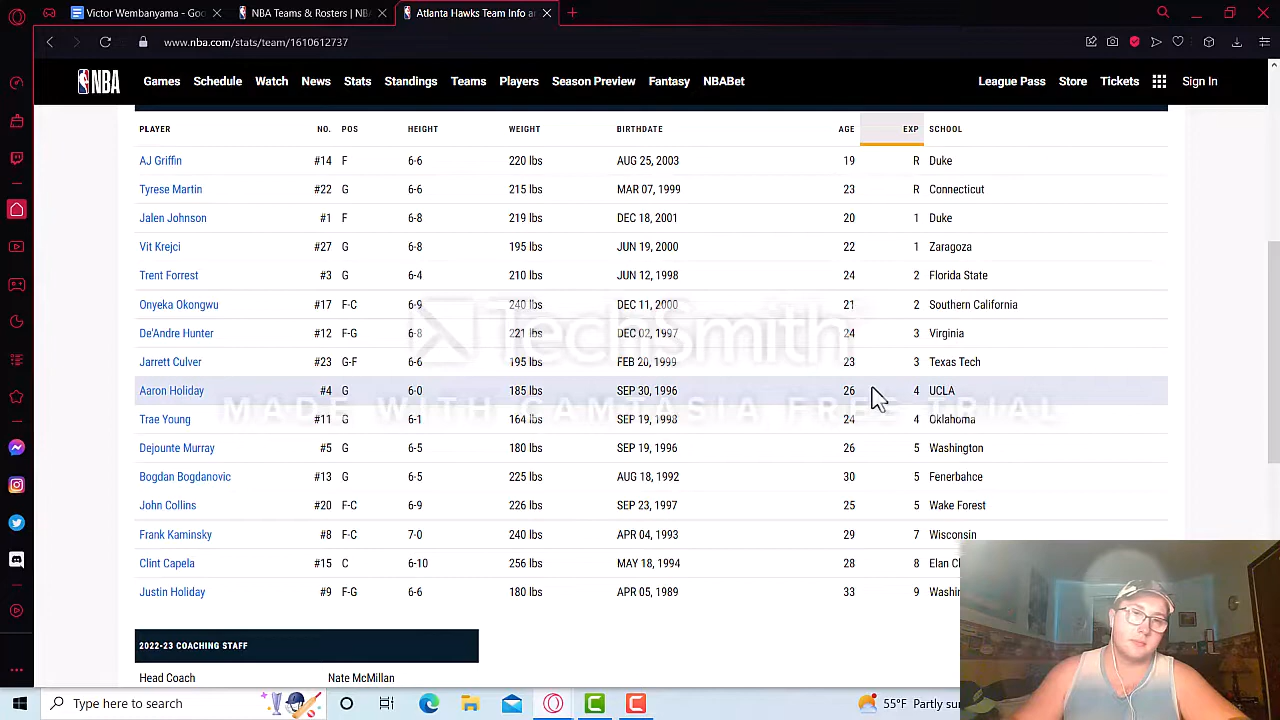 Victor Wembanyama - Goo
NBA Teams & Rosters | NB
Atlanta Hawks Team Info an
www.nba.com/stats/team/1610612737
NBA Games Schedule Watch News Stats Standings Teams Players Season Preview Fantasy NBABet League Pass Store Tickets Sign In
PLAYER NO. POS HEIGHT WEIGHT BIRTHDATE AGE EXP SCHOOL
AJ Griffin #14 F 6-6 220 lbs AUG 25, 2003 19 R Duke
Tyrese Martin #22 G 6-6 215 lbs MAR 07, 1999 23 R Connecticut
Jalen Johnson #1 F 6-8 219 lbs DEC 18, 2001 20 1 Duke
Vit Krejci #27 G 6-8 195 lbs JUN 19, 2000 22 1 Zaragoza
Trent Forrest #3 G 6-4 210 lbs JUN 12, 1998 24 2 Florida State
Onyeka Okongwu #17 F-C 6-9 240 lbs DEC 11, 2000 21 2 Southern California
De'Andre Hunter #12 F-G 6-8 221 lbs DEC 02, 1997 24 3 Virginia
TechSmith
Jarrett Culver #23 G-F 6-6 195 lbs FEB 20, 1999 23 3 Texas Tech
Aaron Holiday #4 G 6-0 185 lbs SEP 30, 1996 26 4 UCLA
MADE WITH CAMTASIA FREE TRIAL
Trae Young #11 G 6-1 164 lbs SEP 19, 1998 24 4 Oklahoma
Dejounte Murray #5 G 6-5 180 lbs SEP 19, 1996 26 5 Washington
Bogdan Bogdanovic #13 G 6-5 225 lbs AUG 18, 1992 30 5 Fenerbahce
John Collins #20 F-C 6-9 226 lbs SEP 23, 1997 25 5 Wake Forest
Frank Kaminsky #8 F-C 7-0 240 lbs APR 04, 1993 29 7 Wisconsin
Clint Capela #15 C 6-10 256 lbs MAY 18, 1994 28 8 Elan C
Justin Holiday #9 F-G 6-6 180 lbs APR 05, 1989 33 9 Washi
2022-23 COACHING STAFF
Head Coach Nate McMillan
Type here to search
55°F Partly su